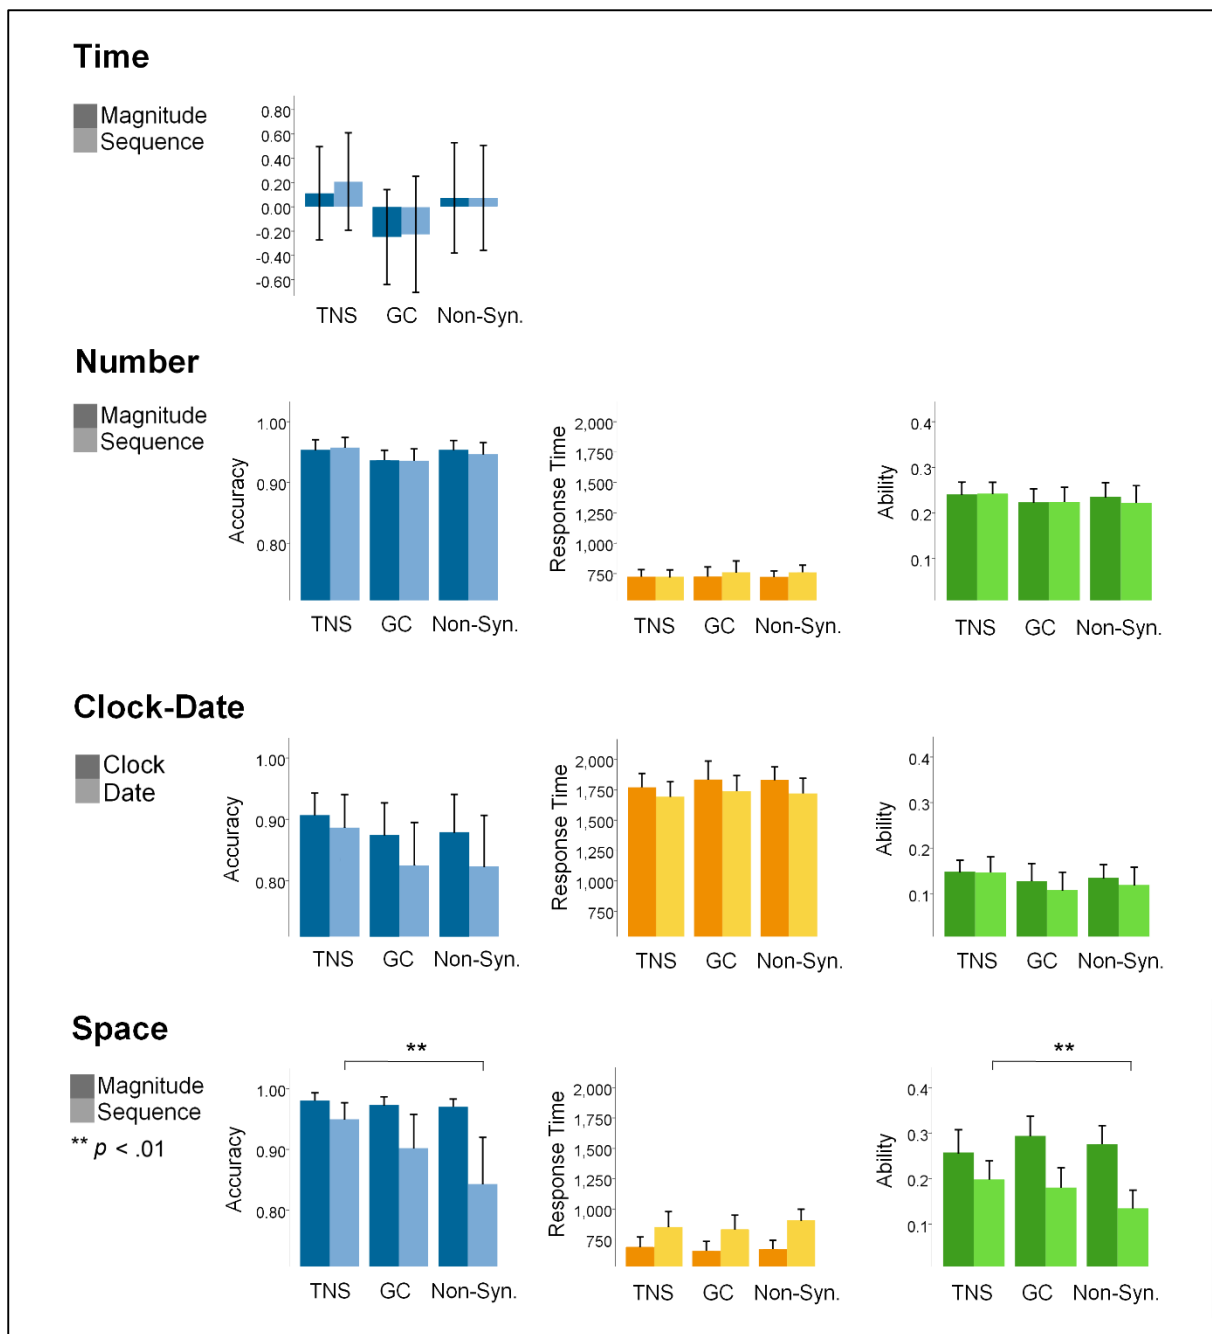 Time
Magnitude
Sequence
0.80
0.60
0.40
0.20
0.00
-0.20
-0.40
-0.60
TNS GC Non-Syn.
Number
Magnitude
Sequence
Accuracy
1.00
0.90
0.80
TNS GC Non-Syn.
Response Time
2,000
1,750
1,500
1,250
1,000
750
TNS GC Non-Syn.
Ability
0.4
0.3
0.2
0.1
TNS GC Non-Syn.
Clock-Date
Clock
Date
Accuracy
1.00
0.90
0.80
TNS GC Non-Syn.
Response Time
2,000
1,750
1,500
1,250
1,000
750
TNS GC Non-Syn.
Ability
0.4
0.3
0.2
0.1
TNS GC Non-Syn.
Space
Magnitude
Sequence
** p < .01
**
Accuracy
1.00
0.90
0.80
TNS GC Non-Syn.
Response Time
2,000
1,750
1,500
1,250
1,000
750
TNS GC Non-Syn.
**
Ability
0.4
0.3
0.2
0.1
TNS GC Non-Syn.